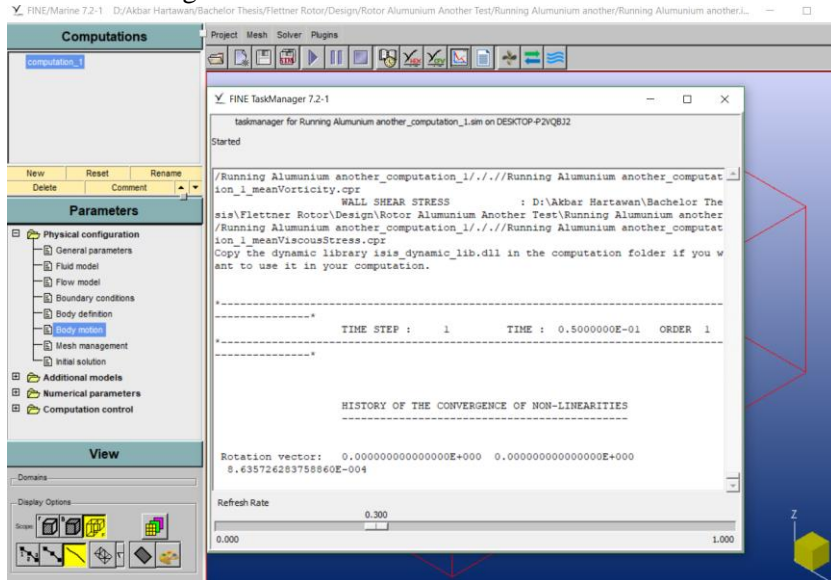 FINE/Marine 7.2-1 D:/Akbar Hartawan/Bachelor Thesis/Flettner Rotor/Design/Rotor Alumunium Another Test/Running Alumunium another/Running Alumunium another.i...
Computations
Project Mesh Solver Plugins
computation_1
FINE TaskManager 7.2-1
taskmanager for Running Alumunium another_computation_1.sim on DESKTOP-P2VQBJ2
Started
/Running Alumunium another_computation_1/././/Running Alumunium another_computat
ion_1_meanVorticity.cpr
WALL SHEAR STRESS : D:\Akbar Hartawan\Bachelor The
sis\Flettner Rotor\Design\Rotor Alumunium Another Test\Running Alumunium another
/Running Alumunium another_computation_1/././/Running Alumunium another_computat
ion_1_meanViscousStress.cpr
Copy the dynamic library isis_dynamic_lib.dll in the computation folder if you w
ant to use it in your computation.
*--------------------------------------------------------------------------------
---------------*
TIME STEP : 1 TIME : 0.5000000E-01 ORDER 1
*--------------------------------------------------------------------------------
---------------*
HISTORY OF THE CONVERGENCE OF NON-LINEARITIES
---------------------------------------------
Rotation vector: 0.000000000000000E+000 0.000000000000000E+000
8.635726283758860E-004
Refresh Rate
0.300
0.000 1.000
New Reset Rename
Delete Comment
Parameters
Physical configuration
General parameters
Fluid model
Flow model
Boundary conditions
Body definition
Body motion
Mesh management
Initial solution
Additional models
Numerical parameters
Computation control
View
Domains
Display Options
Scope:
Z